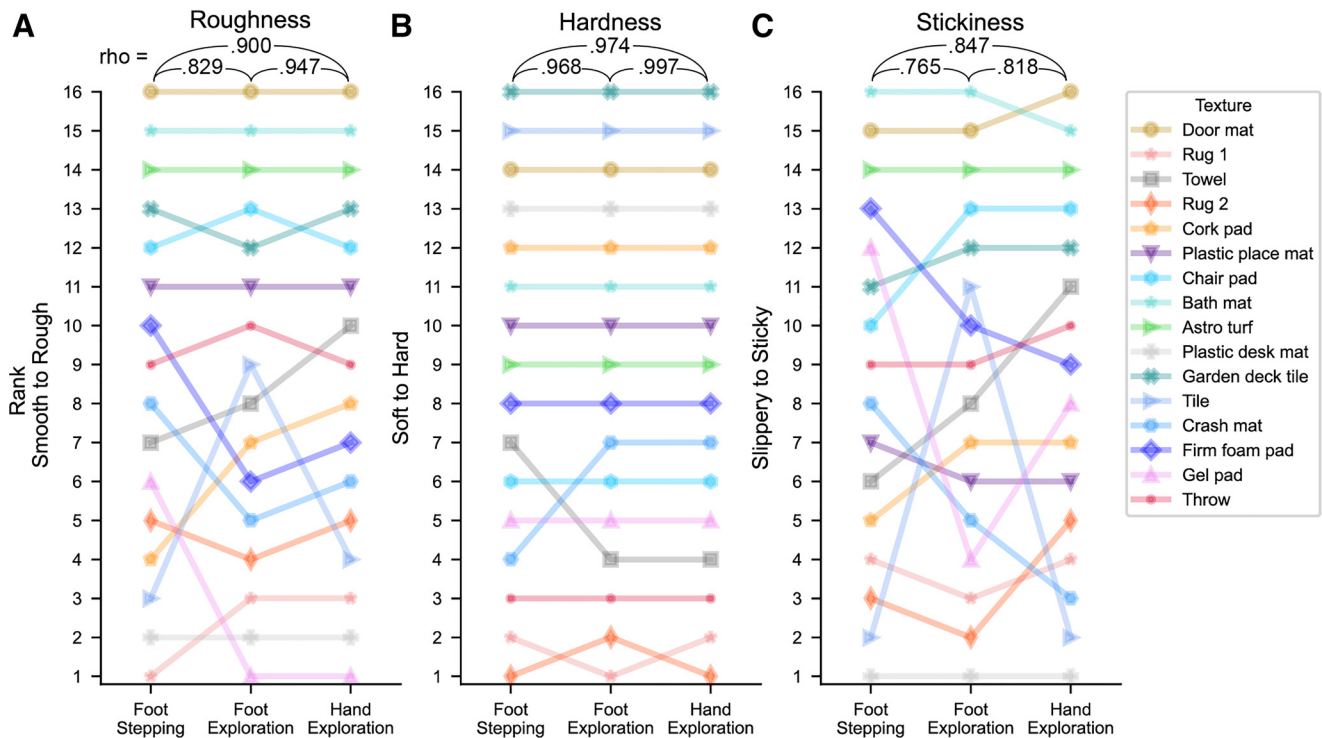 A
Roughness
rho =
.900
.829
.947
16
15
14
13
12
11
10
9
8
7
6
5
4
3
2
1
Rank
Smooth to Rough
Foot
Stepping
Foot
Exploration
Hand
Exploration
B
Hardness
.974
.968
.997
16
15
14
13
12
11
10
9
8
7
6
5
4
3
2
1
Soft to Hard
Foot
Stepping
Foot
Exploration
Hand
Exploration
C
Stickiness
.847
.765
.818
16
15
14
13
12
11
10
9
8
7
6
5
4
3
2
1
Slippery to Sticky
Foot
Stepping
Foot
Exploration
Hand
Exploration
Texture
Door mat
Rug 1
Towel
Rug 2
Cork pad
Plastic place mat
Chair pad
Bath mat
Astro turf
Plastic desk mat
Garden deck tile
Tile
Crash mat
Firm foam pad
Gel pad
Throw